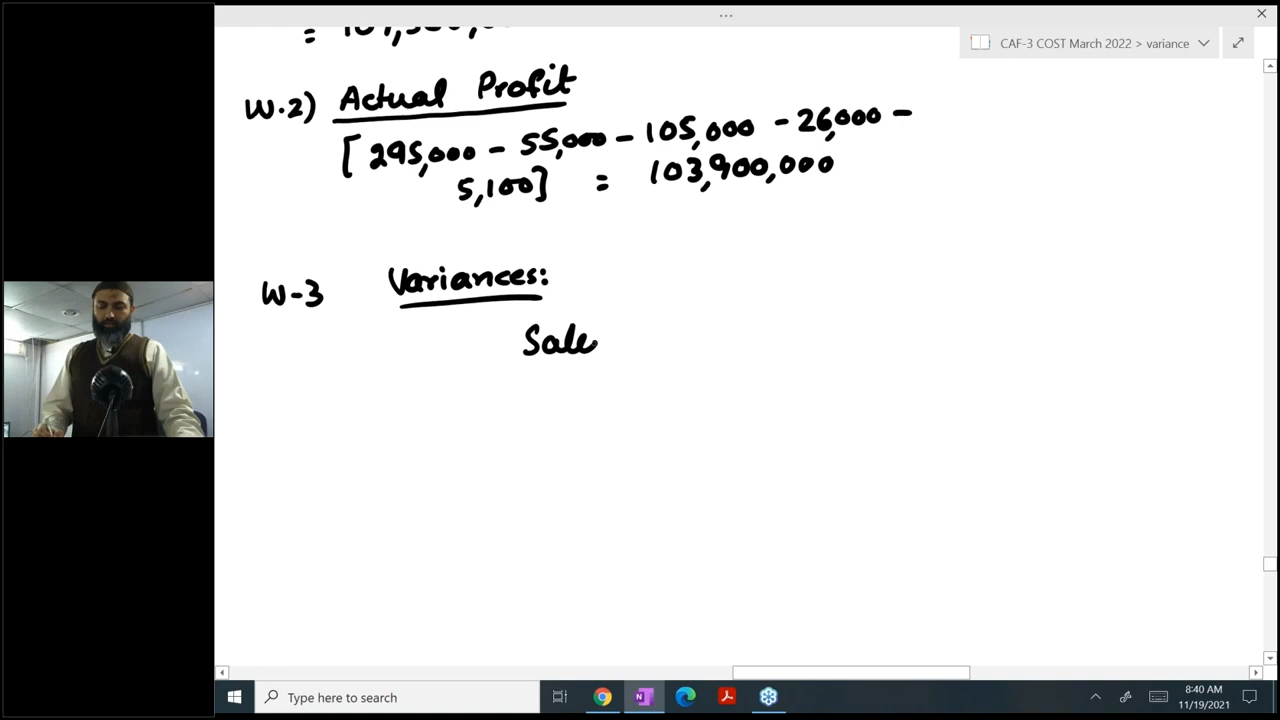 CAF-3 COST March 2022 > variance
W.2) Actual Profit
[295,000 - 55,000 - 105,000 - 26,000 -
5,100] = 103,900,000
W-3 Variances:
Sale
Type here to search
8:40 AM
11/19/2021